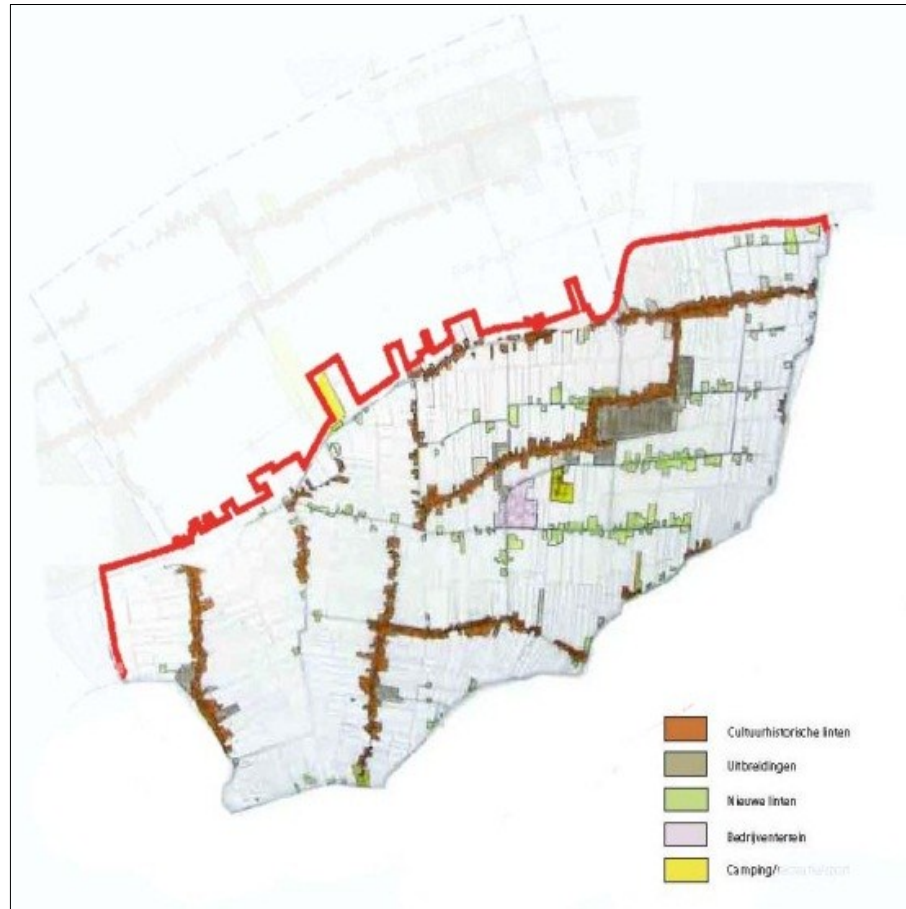 Cultuurhistorische linten
Uitbreidingen
Nieuwe linten
Bedrijventerrein
Camping/